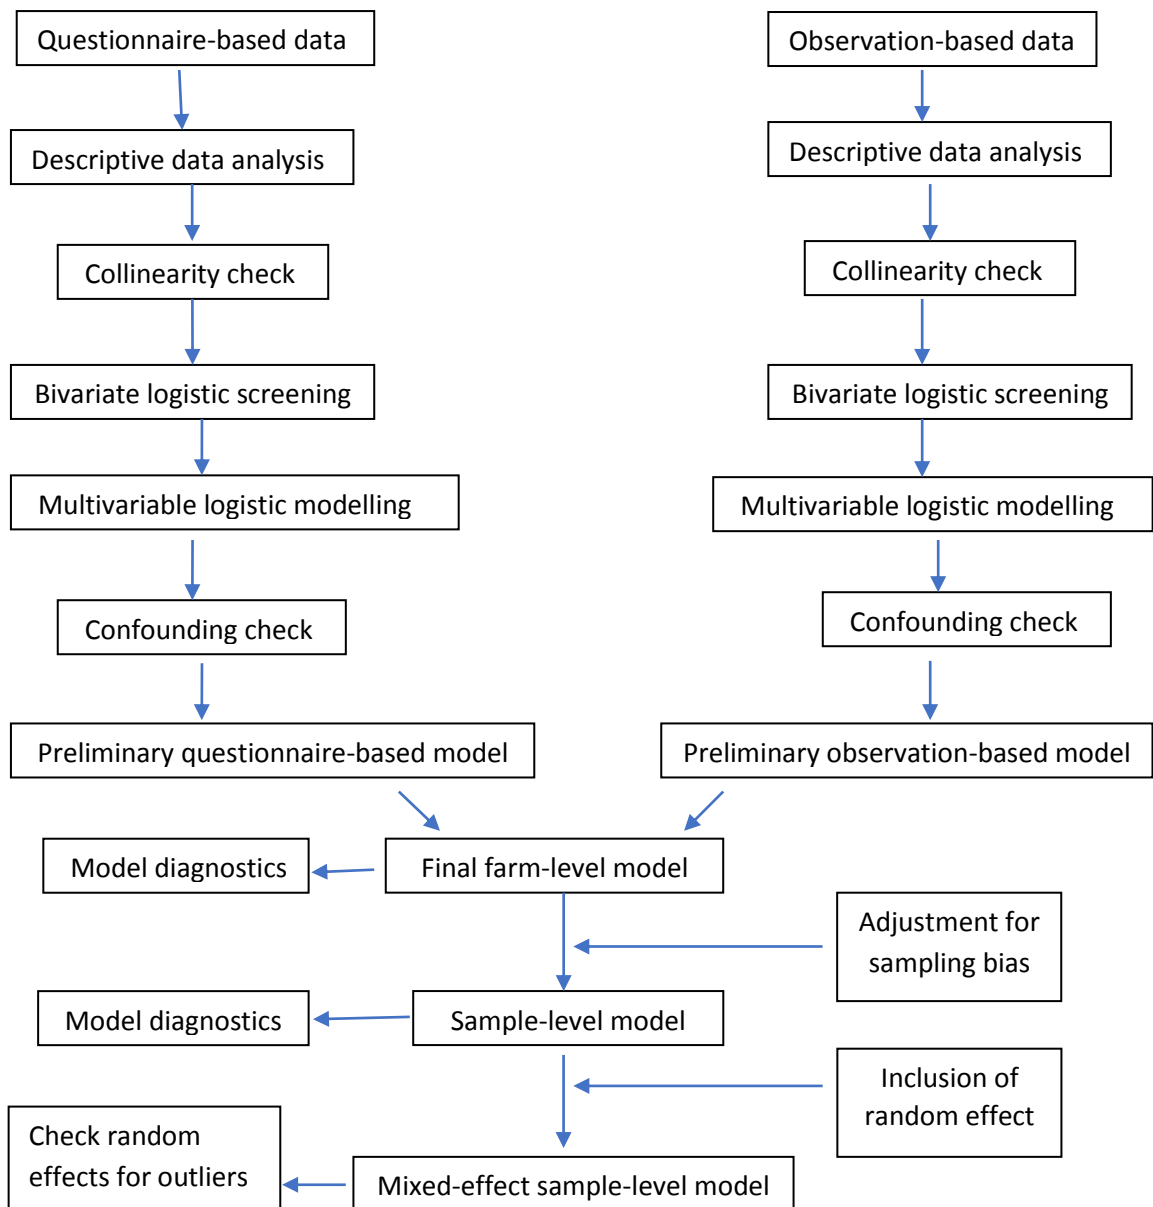 Questionnaire-based data
Observation-based data
Descriptive data analysis
Descriptive data analysis
Collinearity check
Collinearity check
Bivariate logistic screening
Bivariate logistic screening
Multivariable logistic modelling
Multivariable logistic modelling
Confounding check
Confounding check
Preliminary questionnaire-based model
Preliminary observation-based model
Model diagnostics
Final farm-level model
Adjustment for
sampling bias
Model diagnostics
Sample-level model
Inclusion of
random effect
Check random
effects for outliers
Mixed-effect sample-level model